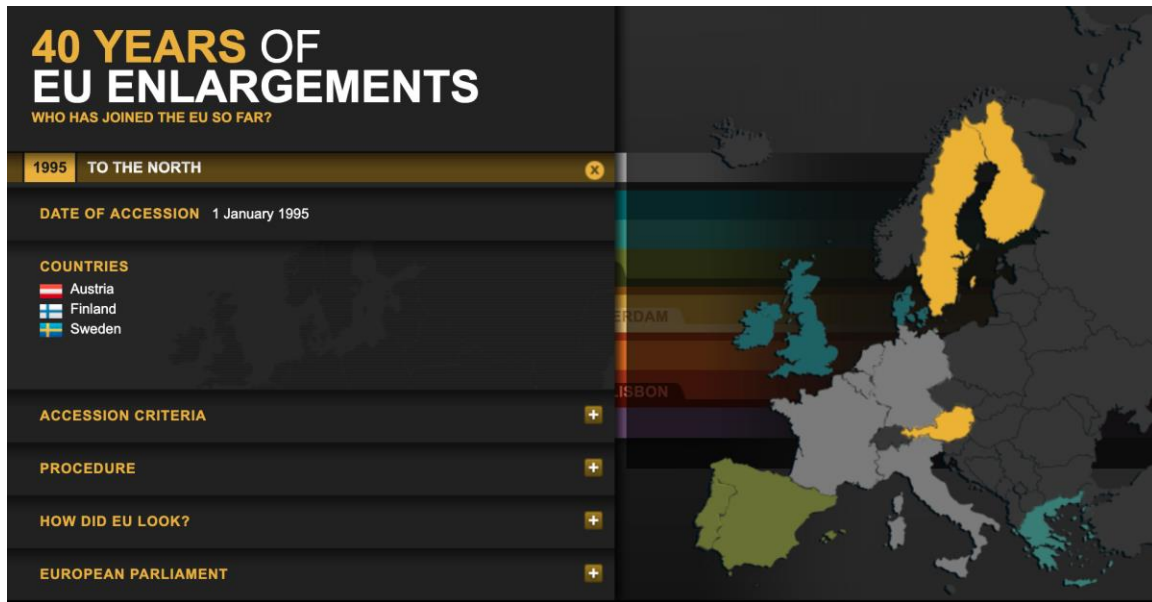 40 YEARS OF
EU ENLARGEMENTS
WHO HAS JOINED THE EU SO FAR?
1995 TO THE NORTH
DATE OF ACCESSION 1 January 1995
COUNTRIES
Austria
Finland
Sweden
ERDAM
LISBON
ACCESSION CRITERIA
PROCEDURE
HOW DID EU LOOK?
EUROPEAN PARLIAMENT